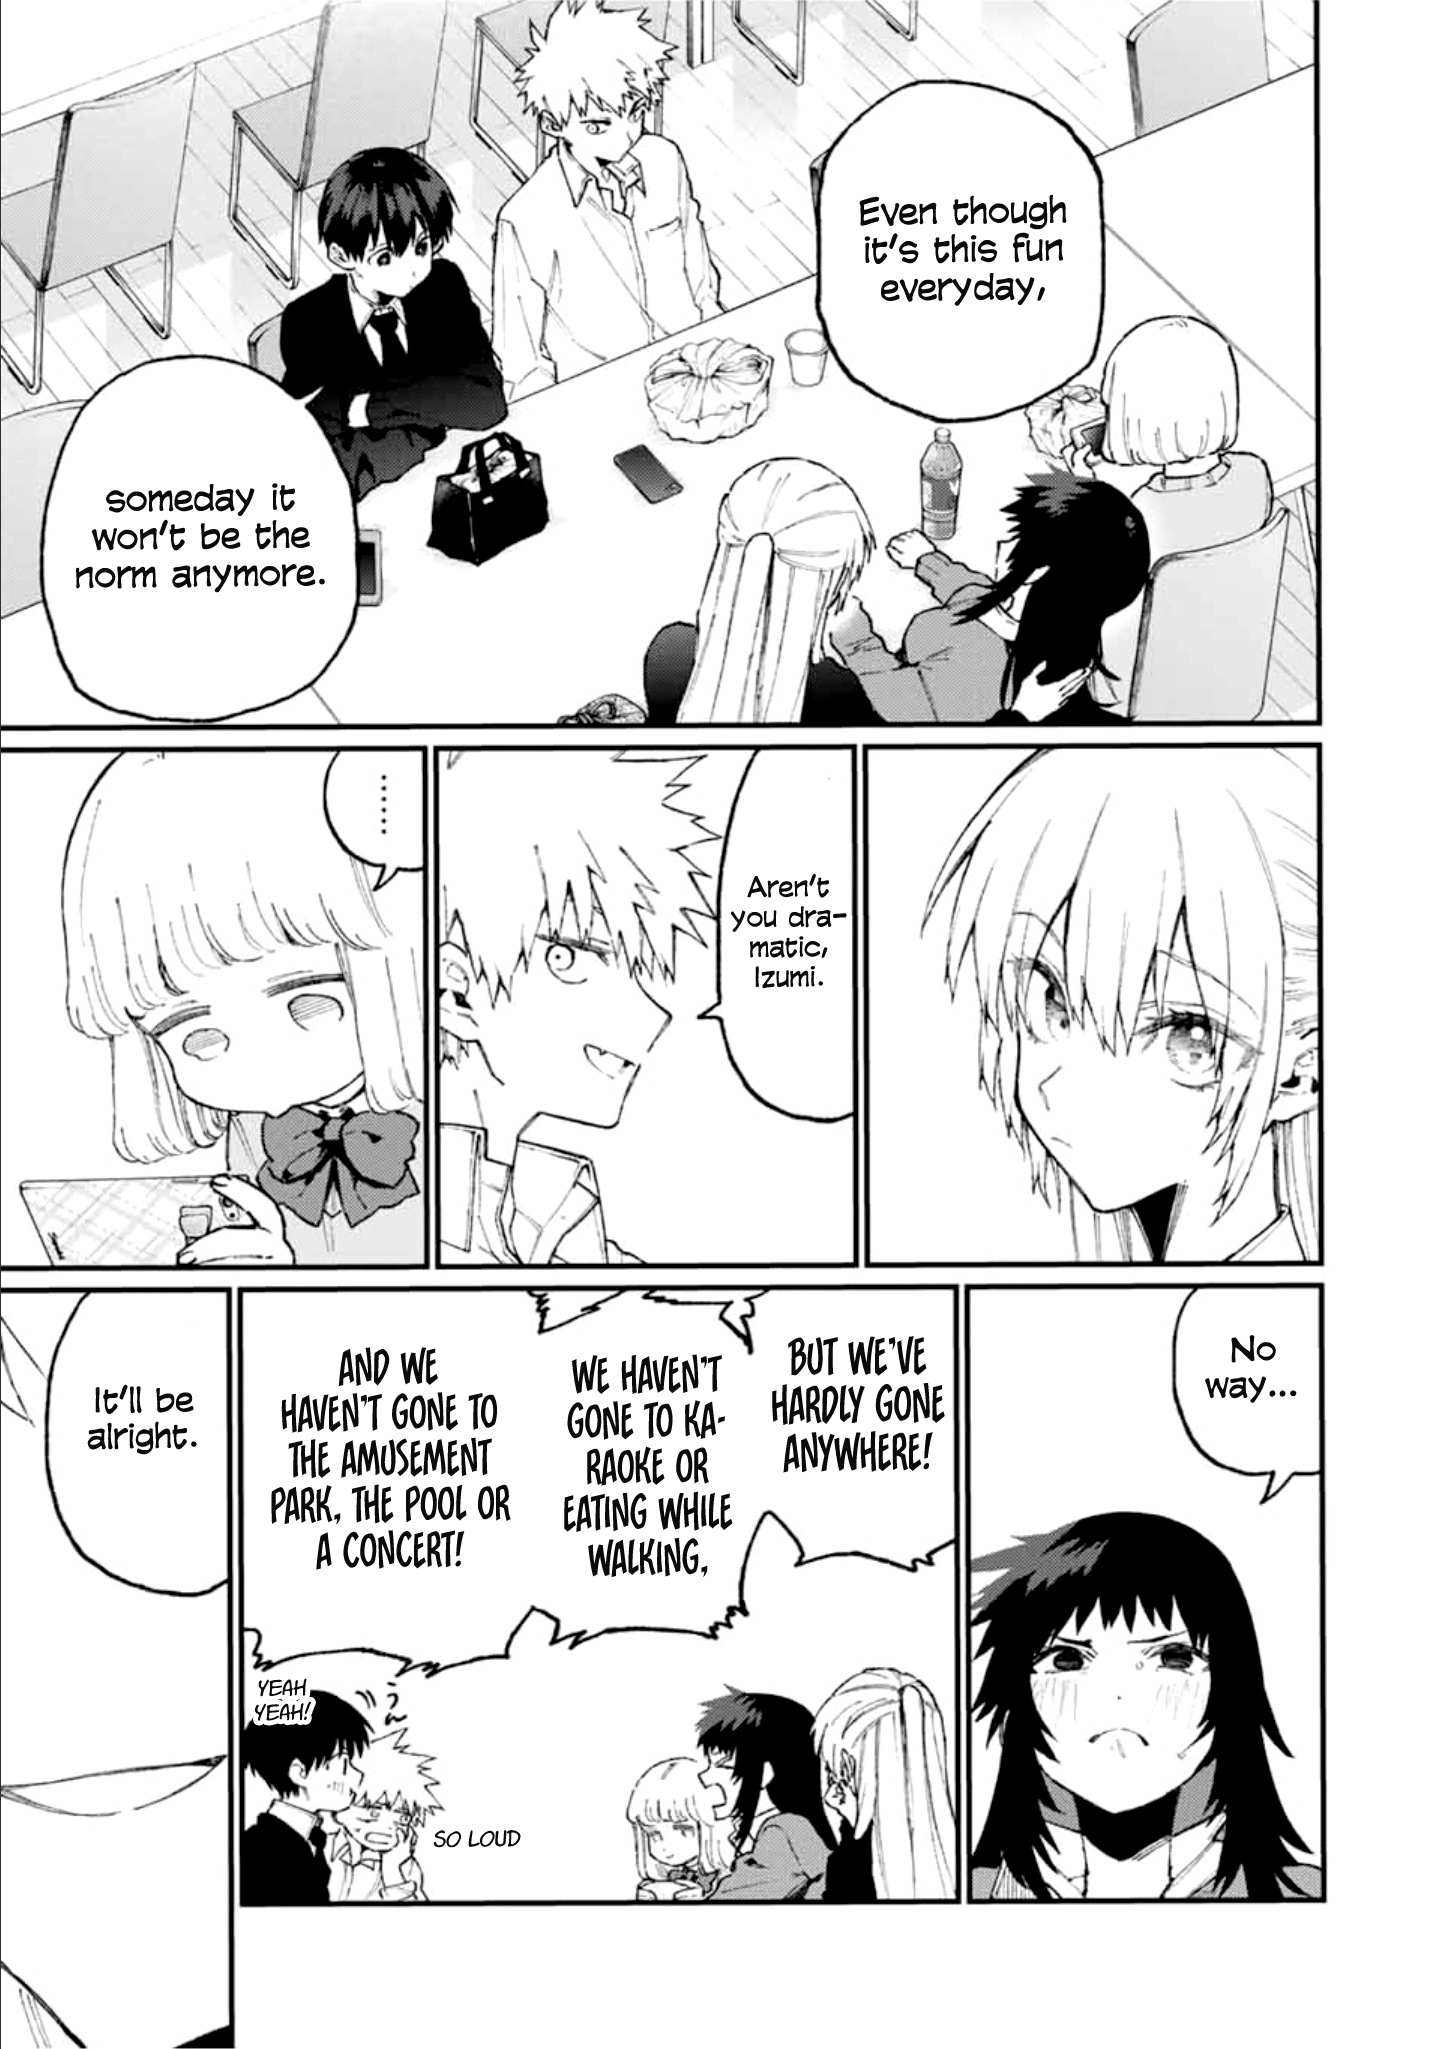 Even though
it's this fun
everyday,
someday it
won't be the
norm anymore.
Aren't
you dra-
matic,
Izumi.
......
No
way...
BUT WE'VE
HARDLY GONE
ANYWHERE!
WE HAVEN'T
GONE TO KA-
RAOKE OR
EATING WHILE
WALKING,
AND WE
HAVEN'T GONE TO
THE AMUSEMENT
PARK, THE POOL OR
A CONCERT!
YEAH
YEAH!
うん
SO LOUD
It'll be
alright.